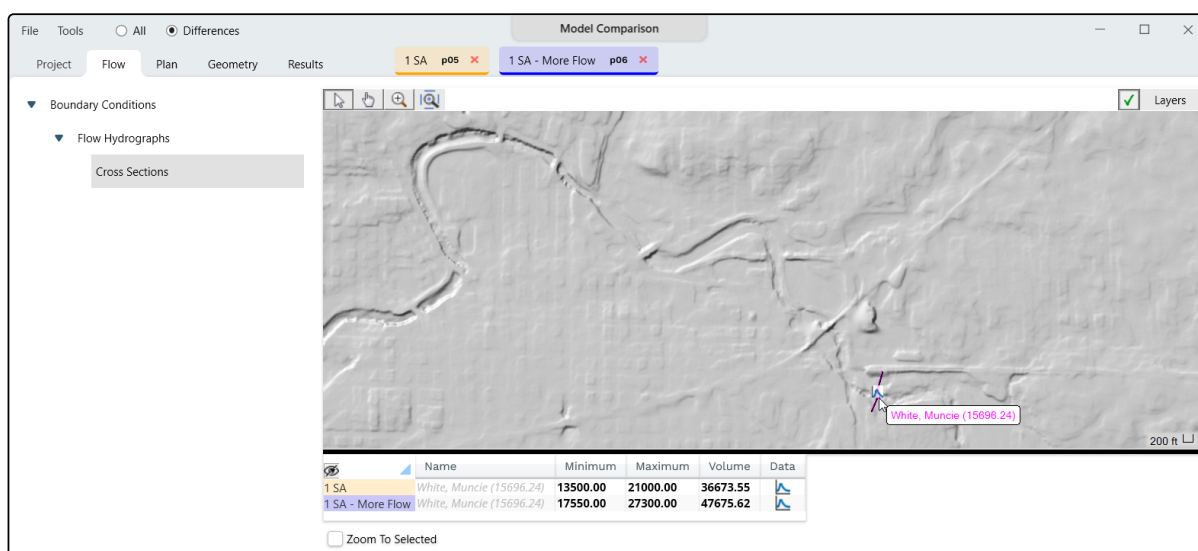 Model Comparison
File Tools All Differences
Project Flow Plan Geometry Results 1 SA p05 1 SA - More Flow p06
Boundary Conditions
Flow Hydrographs
Cross Sections
Layers
White, Muncie (15696.24)
200 ft
Name Minimum Maximum Volume Data
1 SA White, Muncie (15696.24) 13500.00 21000.00 36673.55
1 SA - More Flow White, Muncie (15696.24) 17550.00 27300.00 47675.62
Zoom To Selected